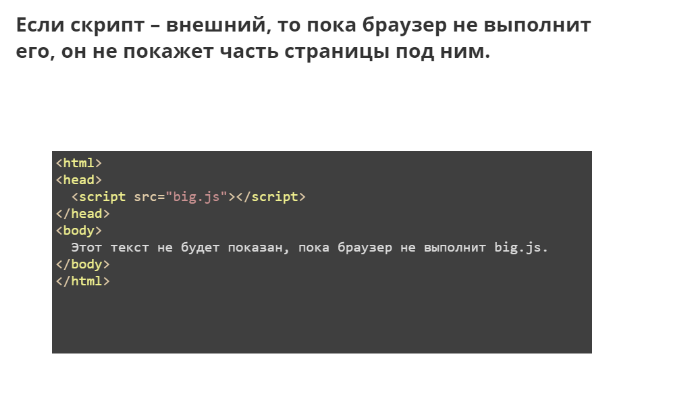 Если скрипт – внешний, то пока браузер не выполнит
его, он не покажет часть страницы под ним.
<html>
<head>
  <script src="big.js"></script>
</head>
<body>
  Этот текст не будет показан, пока браузер не выполнит big.js.
</body>
</html>